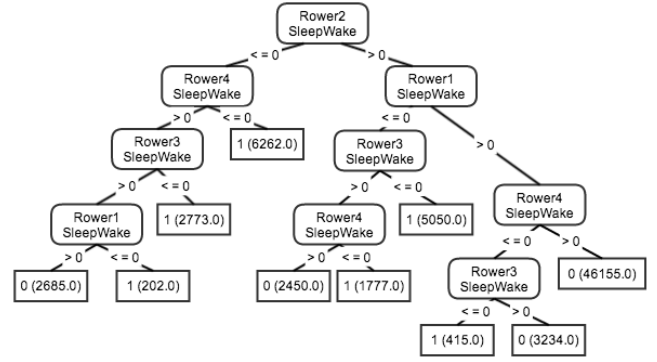 Rower2
SleepWake
< = 0
> 0
Rower4
SleepWake
Rower1
SleepWake
> 0
<= 0
<= 0
> 0
Rower3
SleepWake
1 (6262.0)
Rower3
SleepWake
> 0
<= 0
> 0
<= 0
Rower4
SleepWake
Rower1
SleepWake
1 (2773.0)
Rower4
SleepWake
1 (5050.0)
<= 0
> 0
> 0
<= 0
> 0
<= 0
Rower3
SleepWake
0 (46155.0)
0 (2685.0)
1 (202.0)
0 (2450.0)
1 (1777.0)
< = 0
> 0
1 (415.0)
0 (3234.0)